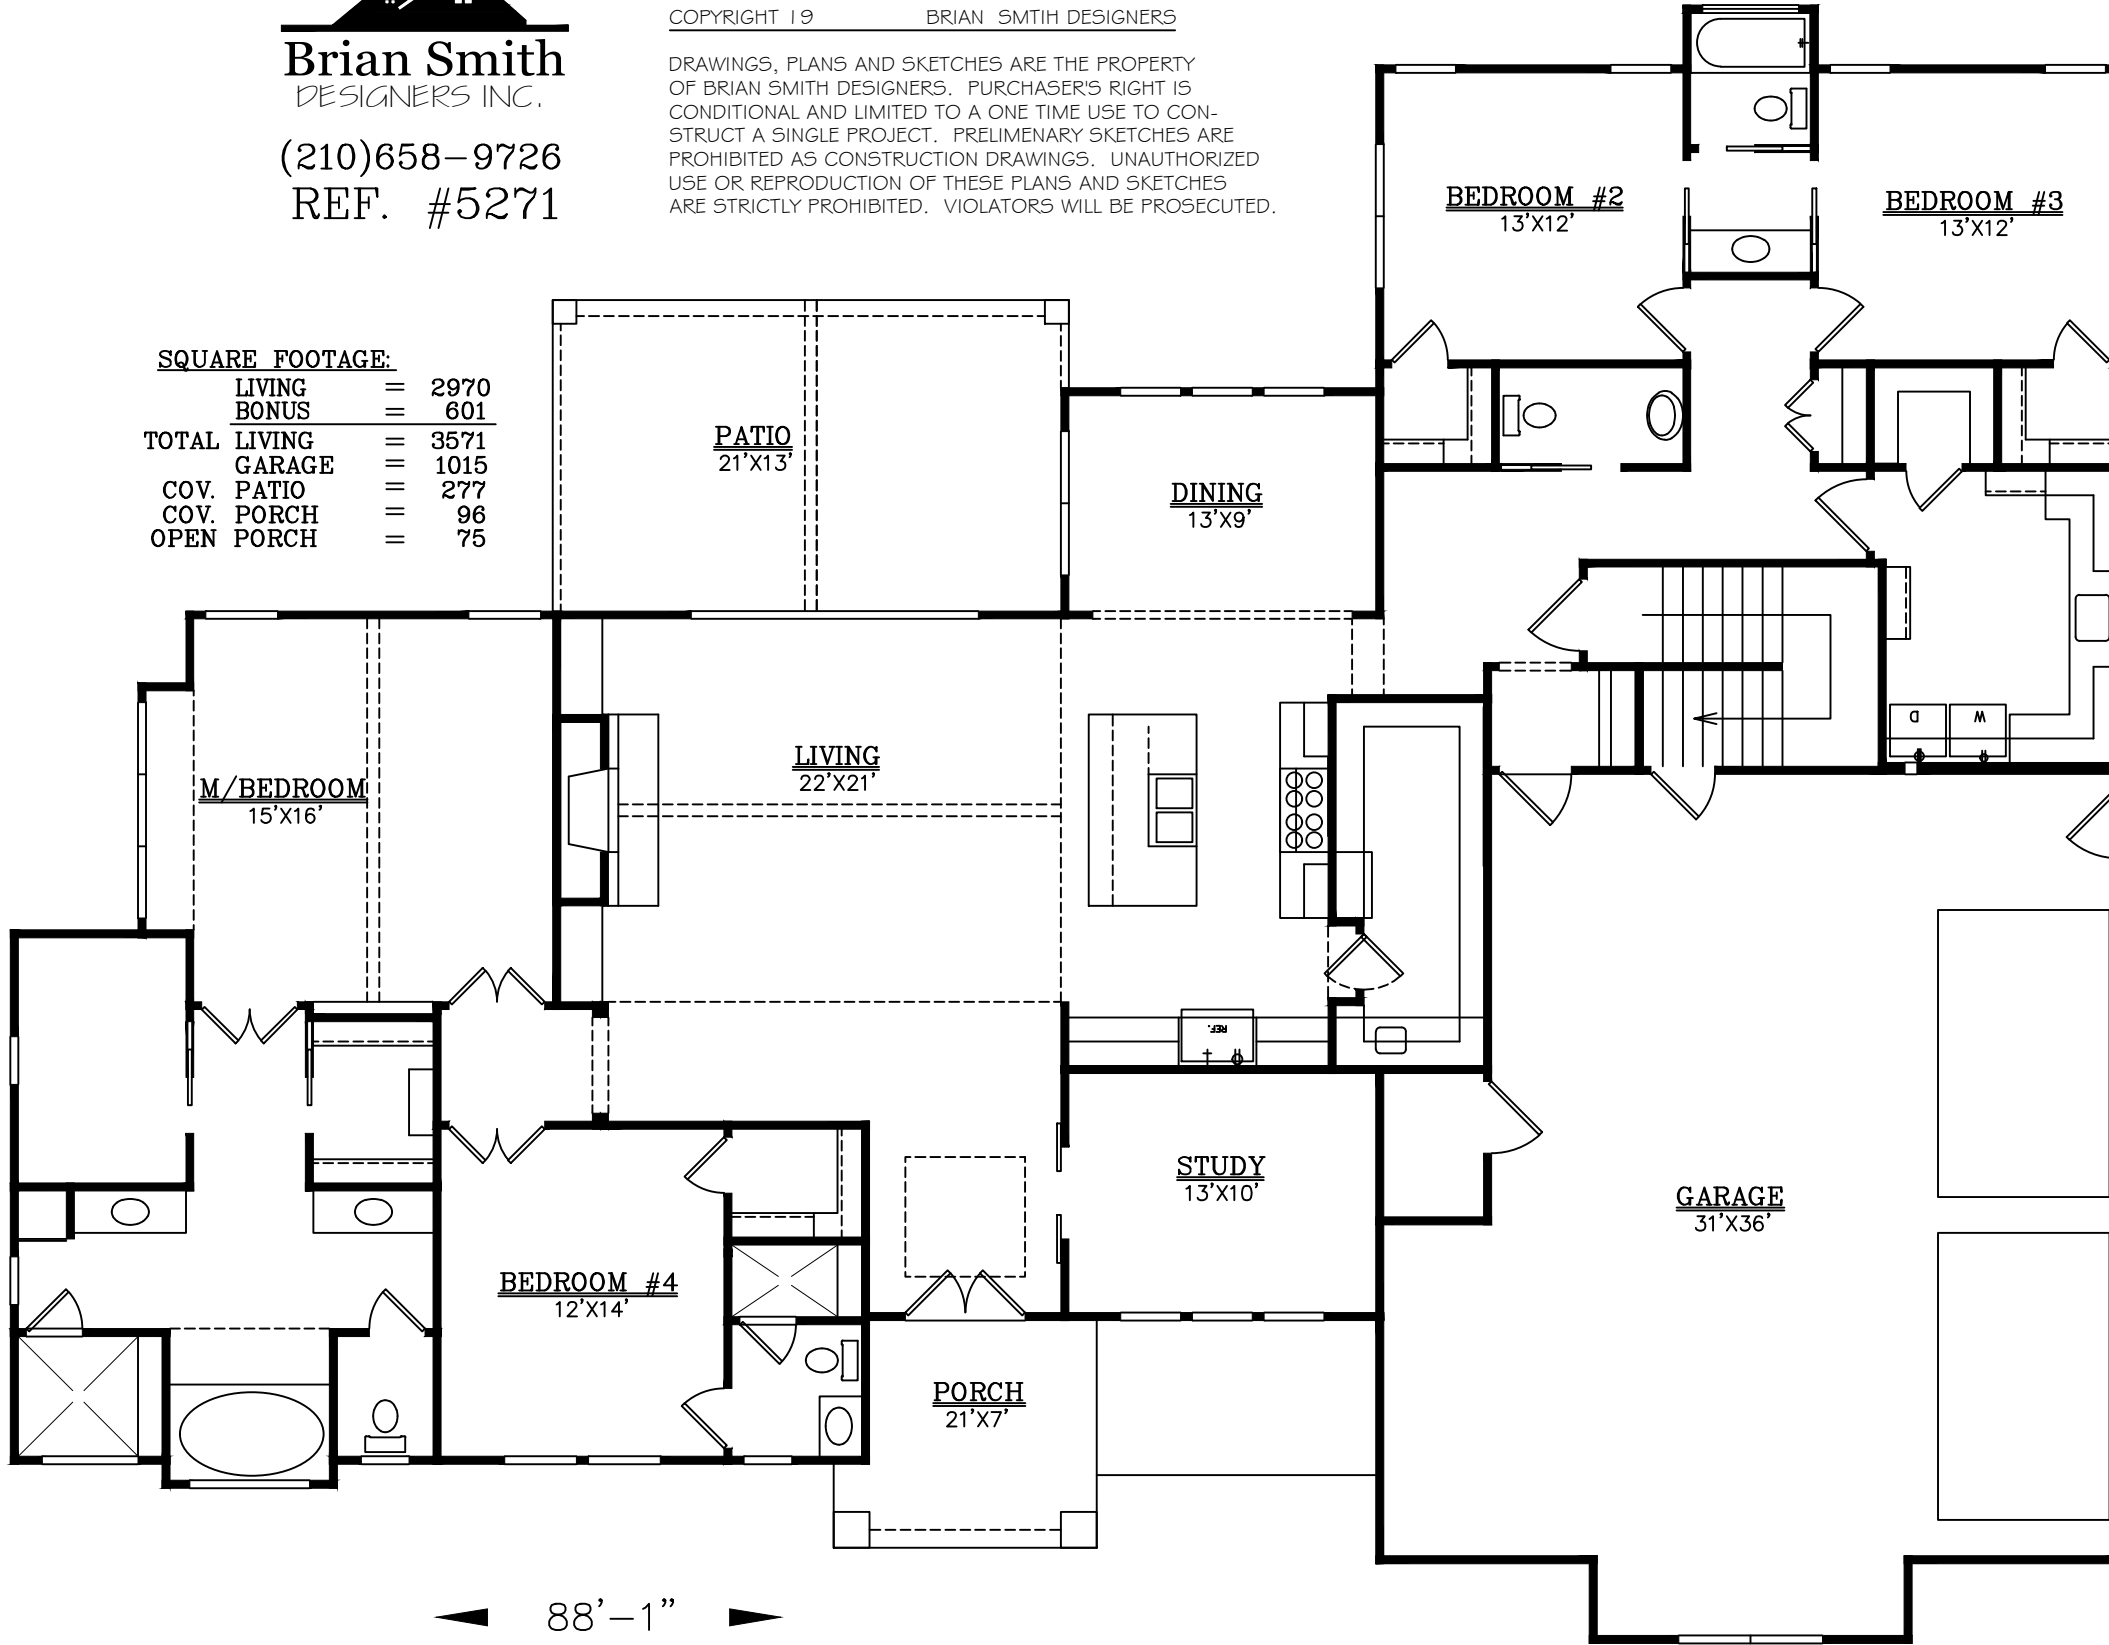 Brian Smith
DESIGNERS INC.
(210)658-9726
REF. #5271
COPYRIGHT 19 BRIAN SMTIH DESIGNERS
DRAWINGS, PLANS AND SKETCHES ARE THE PROPERTY
OF BRIAN SMITH DESIGNERS. PURCHASER'S RIGHT IS
CONDITIONAL AND LIMITED TO A ONE TIME USE TO CON-
STRUCT A SINGLE PROJECT. PRELIMENARY SKETCHES ARE
PROHIBITED AS CONSTRUCTION DRAWINGS. UNAUTHORIZED
USE OR REPRODUCTION OF THESE PLANS AND SKETCHES
ARE STRICTLY PROHIBITED. VIOLATORS WILL BE PROSECUTED.
SQUARE FOOTAGE:
LIVING = 2970
BONUS = 601
TOTAL LIVING = 3571
GARAGE = 1015
COV. PATIO = 277
COV. PORCH = 96
OPEN PORCH = 75
BEDROOM #2
13'X12'
BEDROOM #3
13'X12'
PATIO
21'X13'
DINING
13'X9'
M/BEDROOM
15'X16'
LIVING
22'X21'
D
W
REF.
STUDY
13'X10'
GARAGE
31'X36'
BEDROOM #4
12'X14'
PORCH
21'X7'
88'-1"